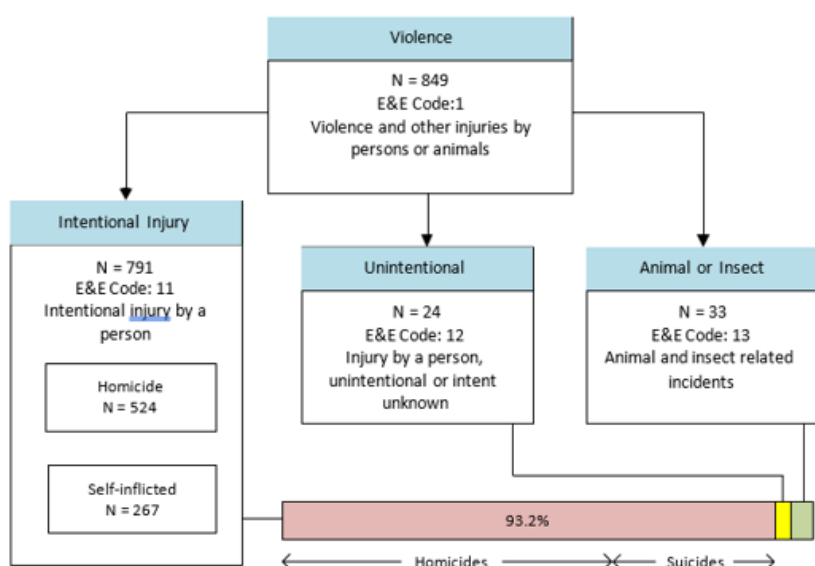 Violence
N = 849
E&E Code:1
Violence and other injuries by
persons or animals
Intentional Injury
N = 791
E&E Code: 11
Intentional injury by a
person
Homicide
N = 524
Self-inflicted
N = 267
Unintentional
N = 24
E&E Code: 12
Injury by a person,
unintentional or intent
unknown
Animal or Insect
N = 33
E&E Code: 13
Animal and insect related
incidents
93.2%
Homicides
Suicides